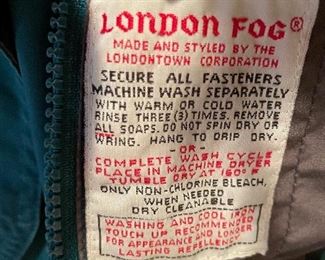 LONDON FOG®
MADE AND STYLED BY THE
LONDONTOWN CORPORATION
SECURE ALL FASTENERS
MACHINE WASH SEPARATELY
WITH WARM OR COLD WATER
RINSE THREE (3) TIMES. REMOVE
ALL SOAPS. DO NOT SPIN DRY OR
WRING. HANG TO DRIP DRY.
-OR-
COMPLETE WASH CYCLE
PLACE IN MACHINE DRYER
TUMBLE DRY AT 160° F
ONLY NON-CHLORINE BLEACH,
WHEN NEEDED
DRY CLEANABLE
WASHING AND COOL IRON
TOUCH UP RECOMMENDED
FOR APPEARANCE AND LONGER
LASTING REPELLENCY